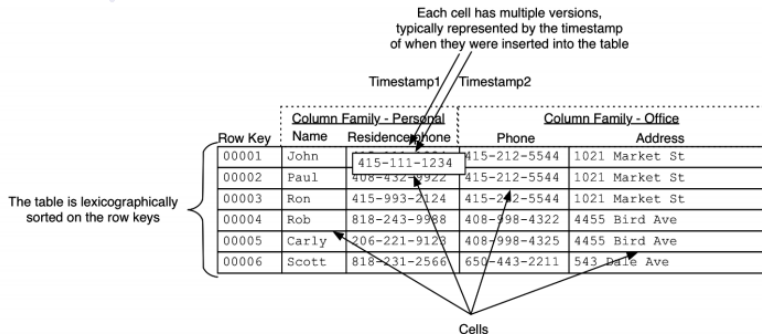 Each cell has multiple versions,
typically represented by the timestamp
of when they were inserted into the table
Timestamp1 Timestamp2
Column Family - Personal Column Family - Office
Row Key Name Residence phone Phone Address
00001 John 415-111-1234 415-212-5544 1021 Market St
00002 Paul 408-432-9922 415-212-5544 1021 Market St
00003 Ron 415-993-2124 415-212-5544 1021 Market St
00004 Rob 818-243-9988 408-998-4322 4455 Bird Ave
00005 Carly 206-221-9123 408-998-4325 4455 Bird Ave
00006 Scott 818-231-2566 650-443-2211 543 Dale Ave
The table is lexicographically
sorted on the row keys
Cells